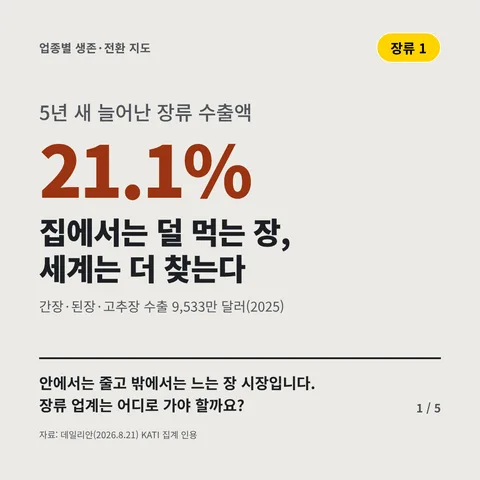 업종별 생존·전환 지도
장류 1
5년 새 늘어난 장류 수출액
21.1%
집에서는 덜 먹는 장,
세계는 더 찾는다
간장·된장·고추장 수출 9,533만 달러(2025)
안에서는 줄고 밖에서는 느는 장 시장입니다.
장류 업계는 어디로 가야 할까요?
1 / 5
자료: 데일리안(2026.8.21) KATI 집계 인용